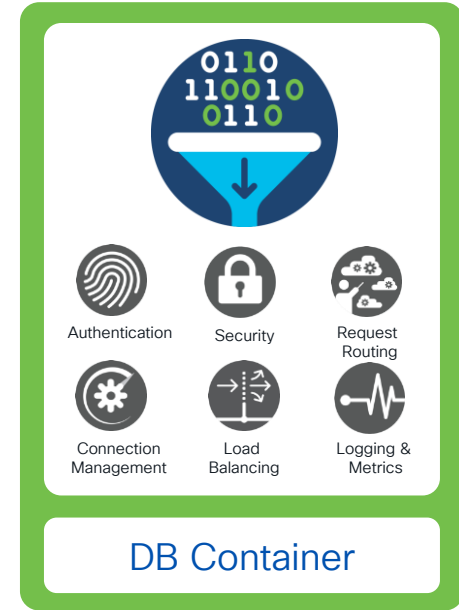 0110
110010
0110
Authentication
Security
Request
Routing
Connection
Management
Load
Balancing
Logging &
Metrics
DB Container